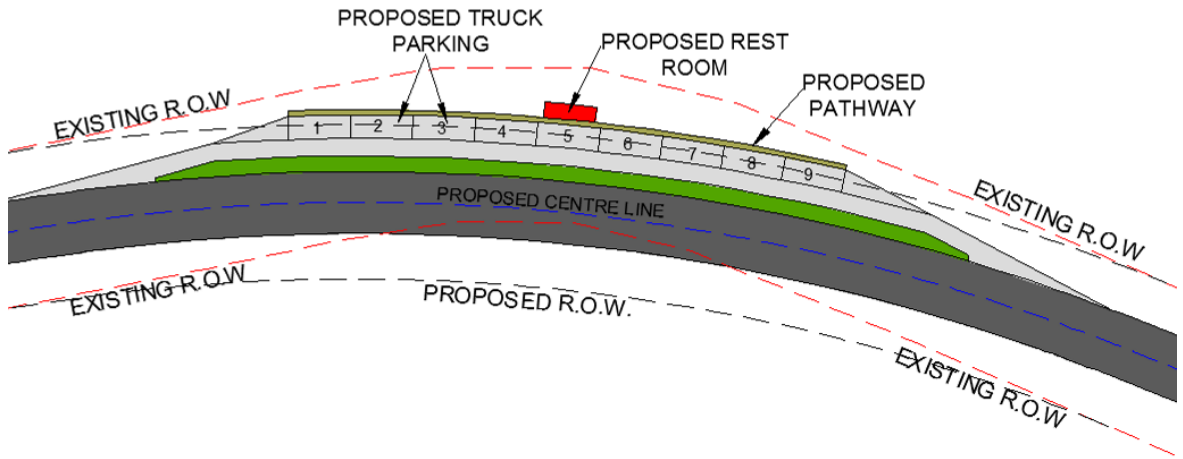 PROPOSED TRUCK
PARKING
PROPOSED REST
ROOM
PROPOSED
PATHWAY
EXISTING R.O.W
1 2 3 4 5 6 7 8 9
PROPOSED CENTRE LINE
EXISTING R.O.W
EXISTING R.O.W
PROPOSED R.O.W.
EXISTING R.O.W